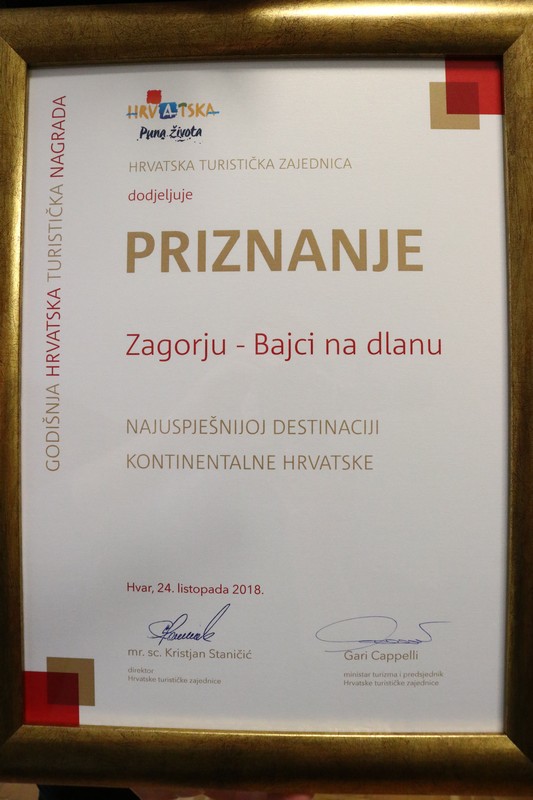 GODIŠNJA HRVATSKA TURISTIČKA NAGRADA
HRVATSKA
Puna života
HRVATSKA TURISTIČKA ZAJEDNICA
dodjeljuje
PRIZNANJE
Zagorju - Bajci na dlanu
NAJUSPJEŠNIJOJ DESTINACIJI
KONTINENTALNE HRVATSKE
Hvar, 24. listopada 2018.
mr. sc. Kristjan Staničić
direktor
Hrvatske turističke zajednice
Gari Cappelli
ministar turizma i predsjednik
Hrvatske turističke zajednice